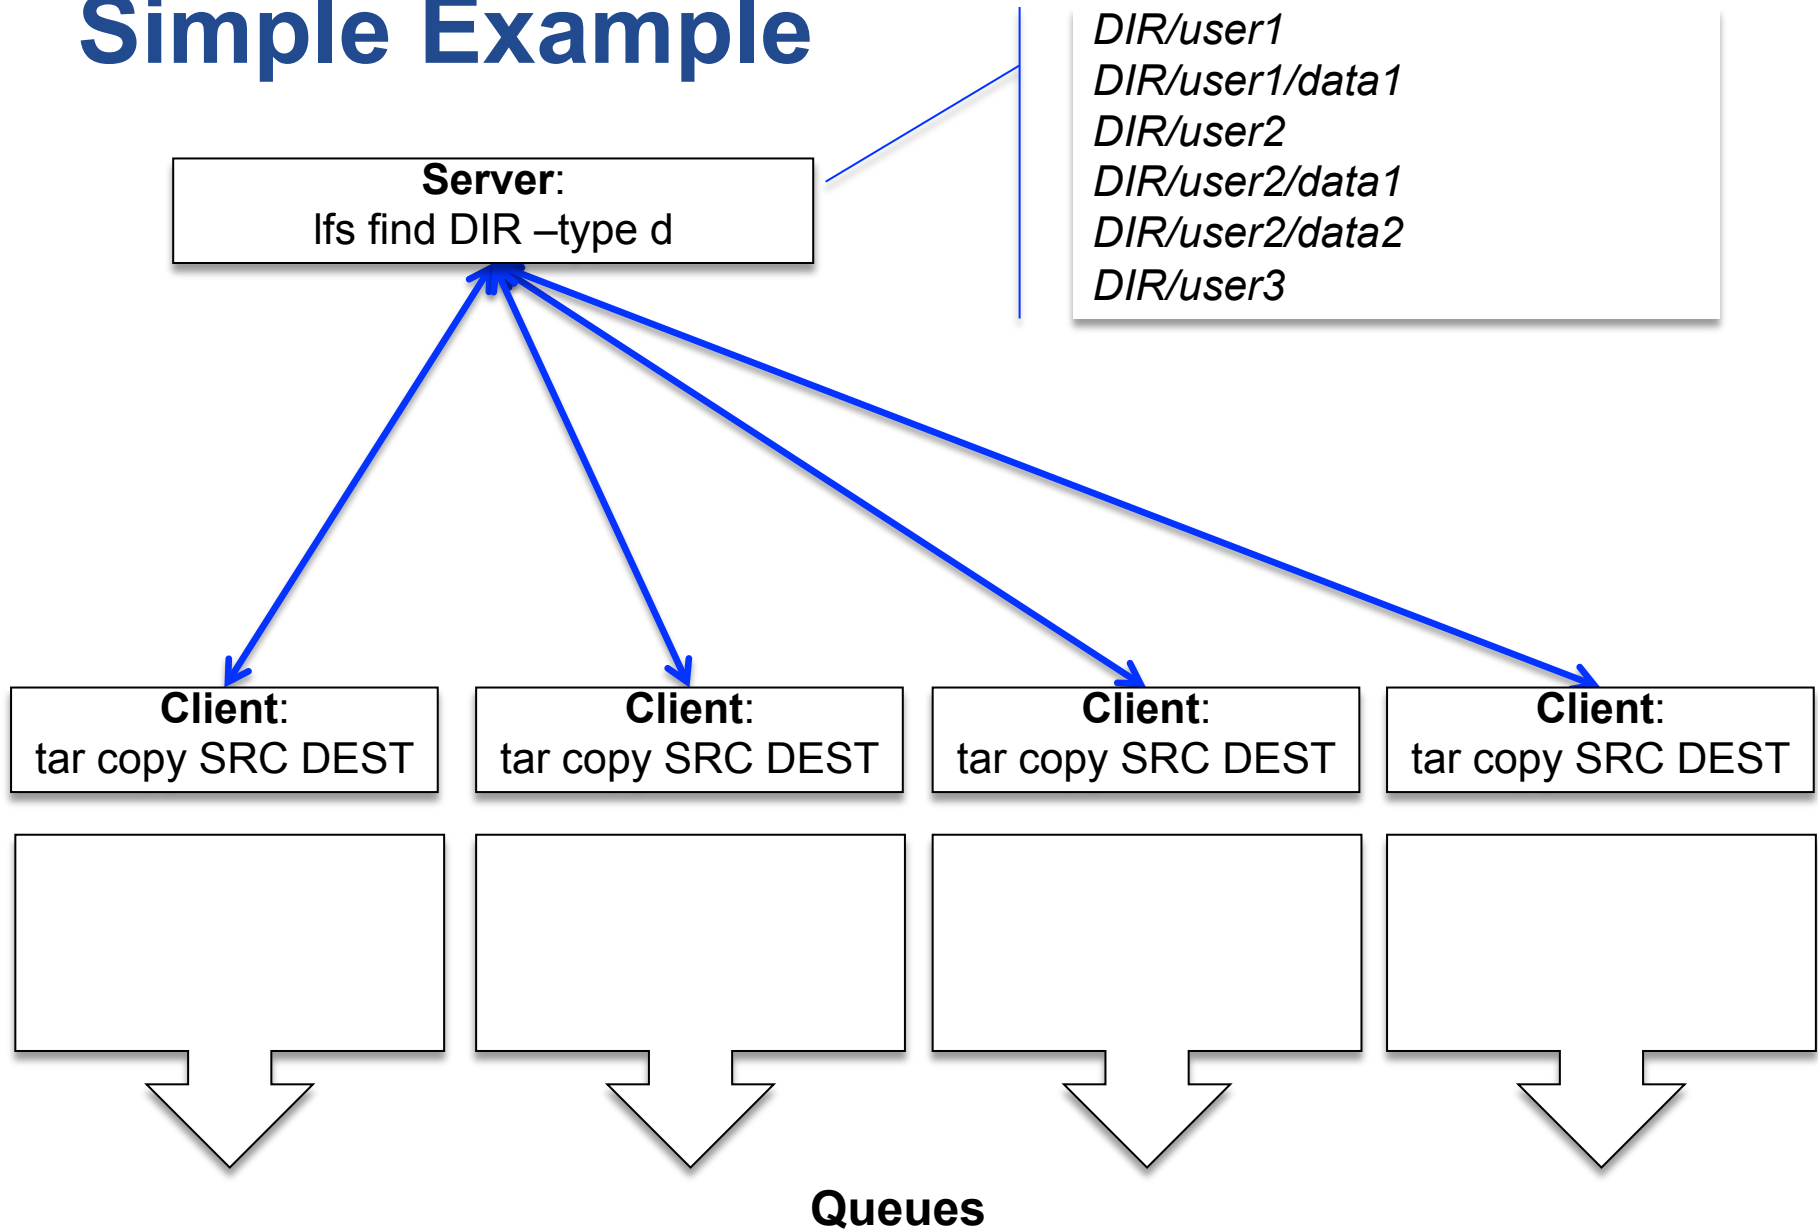 Simple Example
DIR/user1
DIR/user1/data1
DIR/user2
DIR/user2/data1
DIR/user2/data2
DIR/user3
Server:
lfs find DIR –type d
Client:
tar copy SRC DEST
Client:
tar copy SRC DEST
Client:
tar copy SRC DEST
Client:
tar copy SRC DEST
Queues